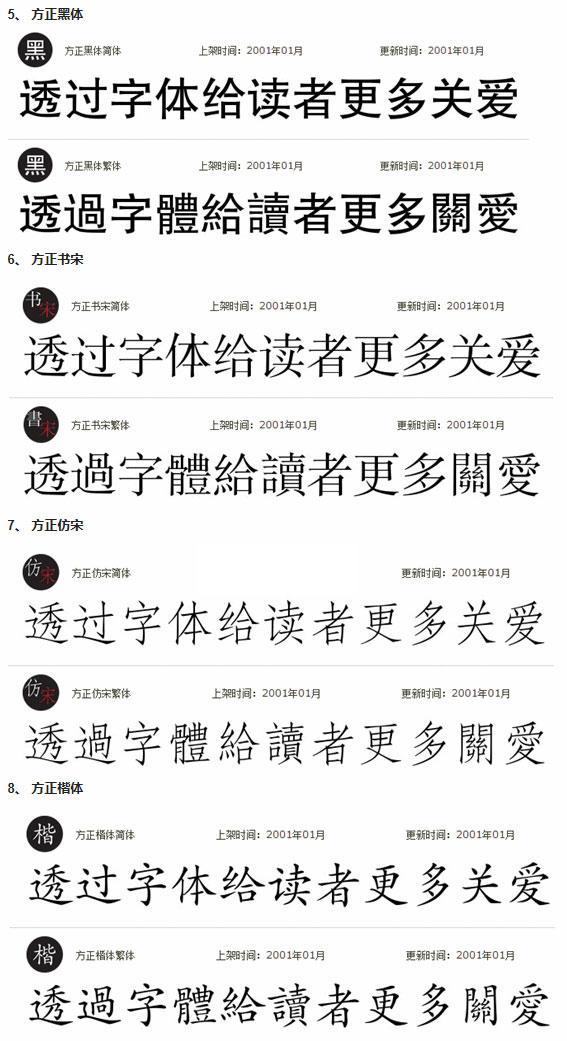 5、 方正黑体
黑 方正黑体简体 上架时间：2001年01月 更新时间：2001年01月
透过字体给读者更多关爱
黑 方正黑体繁体 上架时间：2001年01月 更新时间：2001年01月
透過字體給讀者更多關愛
6、 方正书宋
书宋 方正书宋简体 上架时间：2001年01月 更新时间：2001年01月
透过字体给读者更多关爱
書宋 方正书宋繁体 上架时间：2001年01月 更新时间：2001年01月
透過字體給讀者更多關愛
7、 方正仿宋
仿宋 方正仿宋简体 更新时间：2001年01月
透过字体给读者更多关爱
仿宋 方正仿宋繁体 上架时间：2001年01月 更新时间：2001年01月
透過字體給讀者更多關愛
8、 方正楷体
楷 方正楷体简体 上架时间：2001年01月 更新时间：2001年01月
透过字体给读者更多关爱
楷 方正楷体繁体 上架时间：2001年01月 更新时间：2001年01月
透過字體給讀者更多關愛